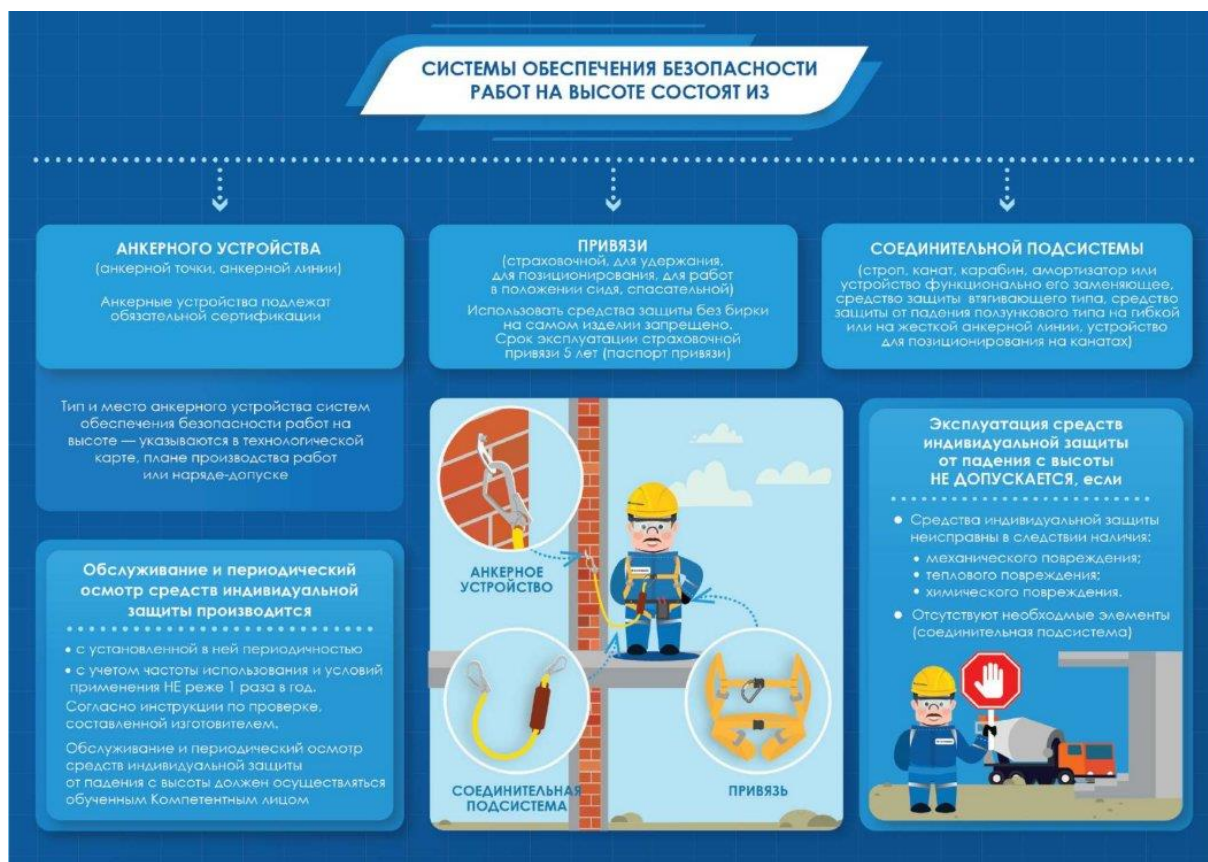 СИСТЕМЫ ОБЕСПЕЧЕНИЯ БЕЗОПАСНОСТИ
РАБОТ НА ВЫСОТЕ СОСТОЯТ ИЗ
АНКЕРНОГО УСТРОЙСТВА
(анкерной точки, анкерной линии)
Анкерные устройства подлежат
обязательной сертификации
Тип и место анкерного устройства систем
обеспечения безопасности работ на
высоте — указываются в технологической
карте, плане производства работ
или наряде-допуске
ПРИВЯЗИ
(страховочной, для удержания,
для позиционирования, для работ
в положении сидя, спасательной)
Использовать средства защиты без бирки
на самом изделии запрещено.
Срок эксплуатации страховочной
привязи 5 лет (паспорт привязи)
СОЕДИНИТЕЛЬНОЙ ПОДСИСТЕМЫ
(строп, канат, карабин, амортизатор или
устройство функционально его заменяющее,
средство защиты втягивающего типа, средство
защиты от падения ползункового типа на гибкой
или на жесткой анкерной линии, устройство
для позиционирования на канатах)
Обслуживание и периодический
осмотр средств индивидуальной
защиты производится
• с установленной в ней периодичностью
• с учетом частоты использования и условий
применения НЕ реже 1 раза в год.
Согласно инструкции по проверке,
составленной изготовителем.
Обслуживание и периодический осмотр
средств индивидуальной защиты
от падения с высоты должен осуществляться
обученным Компетентным лицом
АНКЕРНОЕ
УСТРОЙСТВО
СОЕДИНИТЕЛЬНАЯ
ПОДСИСТЕМА
ПРИВЯЗЬ
Эксплуатация средств
индивидуальной защиты
от падения с высоты
НЕ ДОПУСКАЕТСЯ, если
● Средства индивидуальной защиты
неисправны в следствии наличия:
• механического повреждения;
• теплового повреждения;
• химического повреждения.
● Отсутствуют необходмые элементы
(соединительная подсистема)